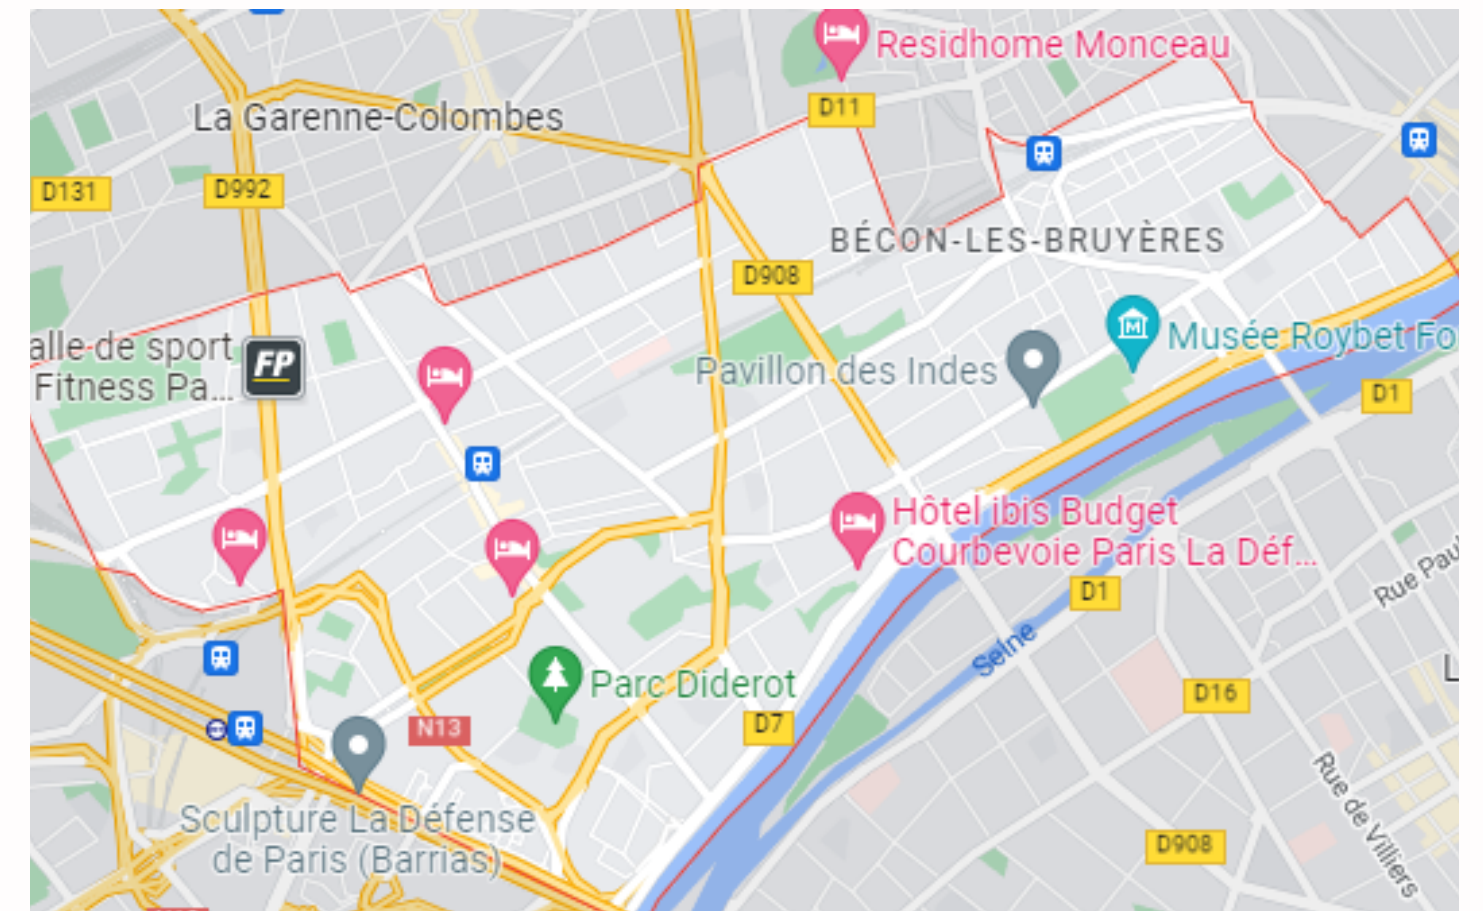 Residhome Monceau
D11
La Garenne-Colombes
D131
D992
BÉCON-LES-BRUYÈRES
D908
alle de sport
Fitness Pa...
FP
Musée Roybet Fo
Pavillon des Indes
D1
Hôtel ibis Budget
Courbevoie Paris La Déf...
D1
Rue Pau
Seine
Parc Diderot
L
D16
N13
D7
Sculpture La Défense
de Paris (Barrias)
Rue de Villiers
D908